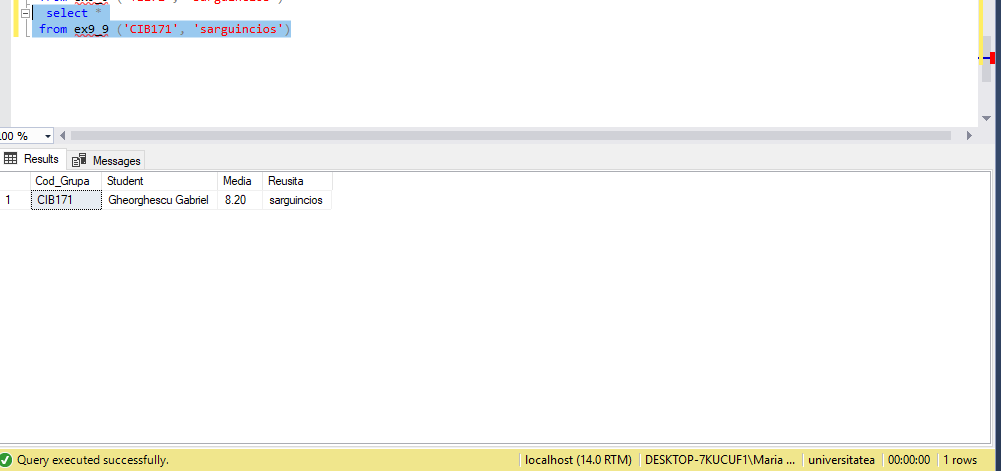 select *
from ex9_9 ('CIB171', 'sarguincios')
.00 %
Results Messages
Cod_Grupa Student Media Reusita
1 CIB171 Gheorghescu Gabriel 8.20 sarguincios
Query executed successfully. localhost (14.0 RTM) DESKTOP-7KUCUF1\Maria ... universitatea 00:00:00 1 rows